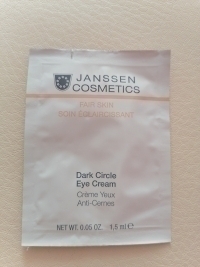 JANSSEN
COSMETICS
FAIR SKIN
SOIN ÉCLAIRCISSANT
Dark Circle
Eye Cream
Crème Yeux
Anti-Cernes
NET WT. 0.05 OZ. 1,5 ml ℮